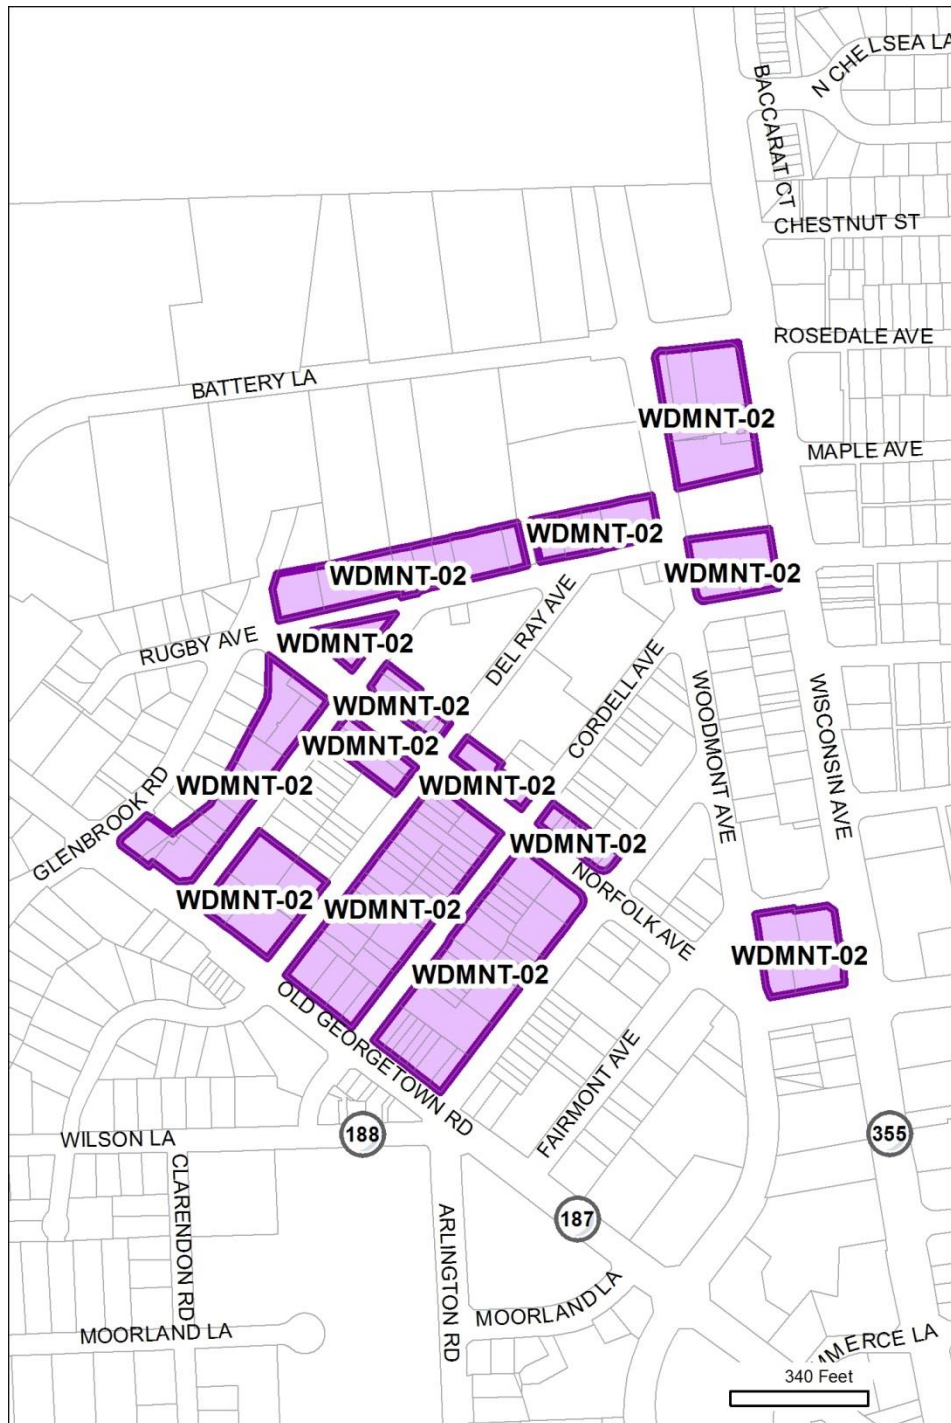 N CHELSEA LA
BACCARAT CT
CHESTNUT ST
ROSEDALE AVE
BATTERY LA
WDMNT-02
MAPLE AVE
WDMNT-02
WDMNT-02
WDMNT-02
RUGBY AVE
WDMNT-02
DEL RAY AVE
WDMNT-02
CORDELL AVE
WOODMONT AVE
WISCONSIN AVE
WDMNT-02
WDMNT-02
WDMNT-02
GLENBROOK RD
WDMNT-02
WDMNT-02
WDMNT-02
NORFOLK AVE
WDMNT-02
WDMNT-02
OLD GEORGETOWN RD
FAIRMONT AVE
WILSON LA
188
355
CLARENDON RD
ARLINGTON RD
187
MOORLAND LA
MOORLAND LA
MMERCE LA
340 Feet